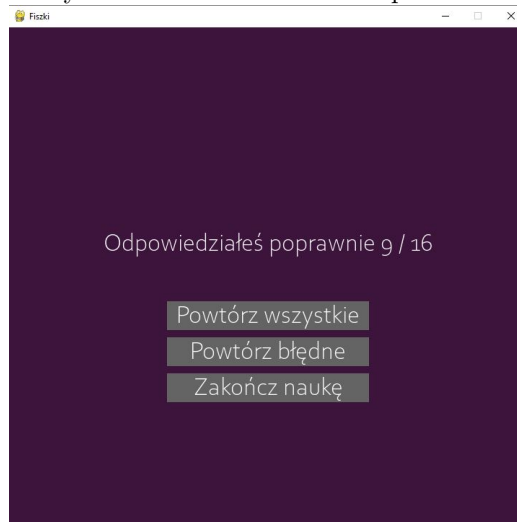 Fiszki
Odpowiedziałeś poprawnie 9 / 16
Powtórz wszystkie
Powtórz błędne
Zakończ naukę